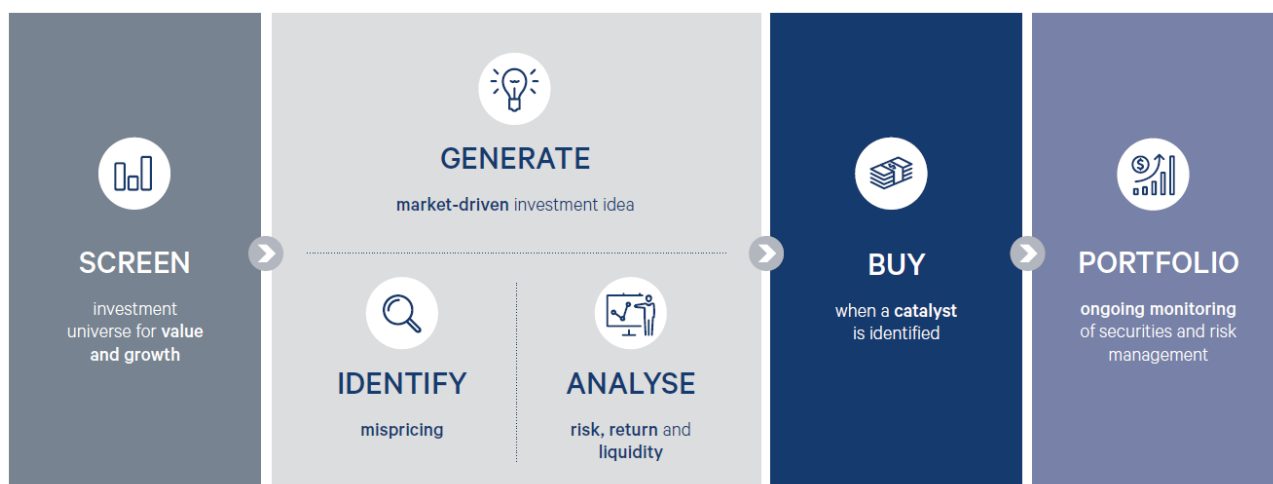 SCREEN
investment
universe for value
and growth
GENERATE
market-driven investment idea
IDENTIFY
mispricing
ANALYSE
risk, return and
liquidity
BUY
when a catalyst
is identified
PORTFOLIO
ongoing monitoring
of securities and risk
management